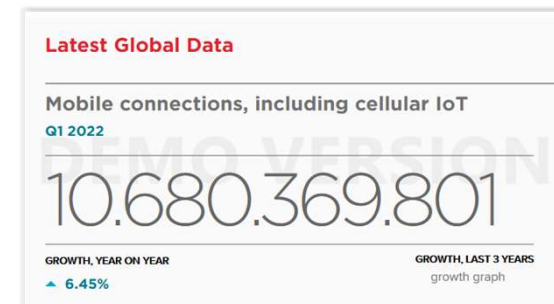 Latest Global Data
Mobile connections, including cellular IoT
Q1 2022
DEMO VERSION
10.680.369.801
GROWTH, YEAR ON YEAR
6.45%
GROWTH, LAST 3 YEARS
growth graph